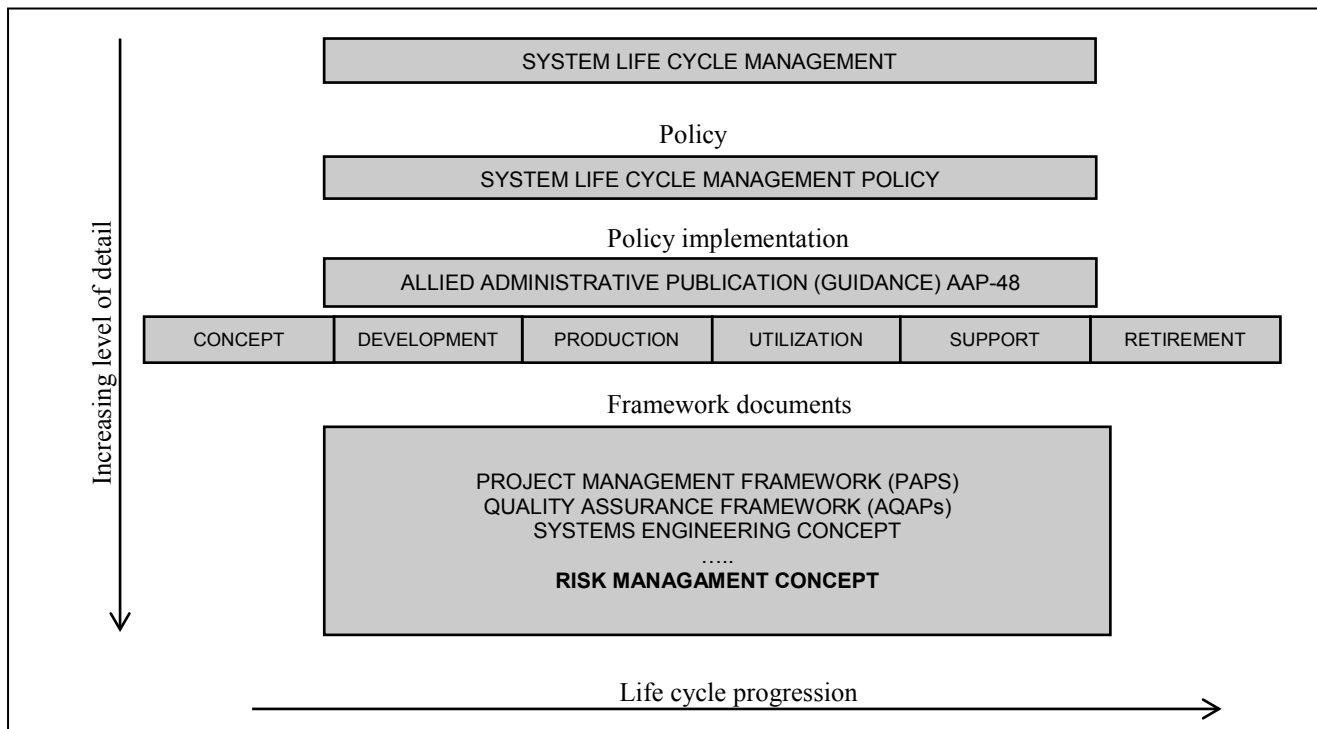 SYSTEM LIFE CYCLE MANAGEMENT
Policy
SYSTEM LIFE CYCLE MANAGEMENT POLICY
Policy implementation
ALLIED ADMINISTRATIVE PUBLICATION (GUIDANCE) AAP-48
CONCEPT DEVELOPMENT PRODUCTION UTILIZATION SUPPORT RETIREMENT
Framework documents
PROJECT MANAGEMENT FRAMEWORK (PAPS)
QUALITY ASSURANCE FRAMEWORK (AQAPs)
SYSTEMS ENGINEERING CONCEPT
…..
RISK MANAGAMENT CONCEPT
Increasing level of detail
Life cycle progression